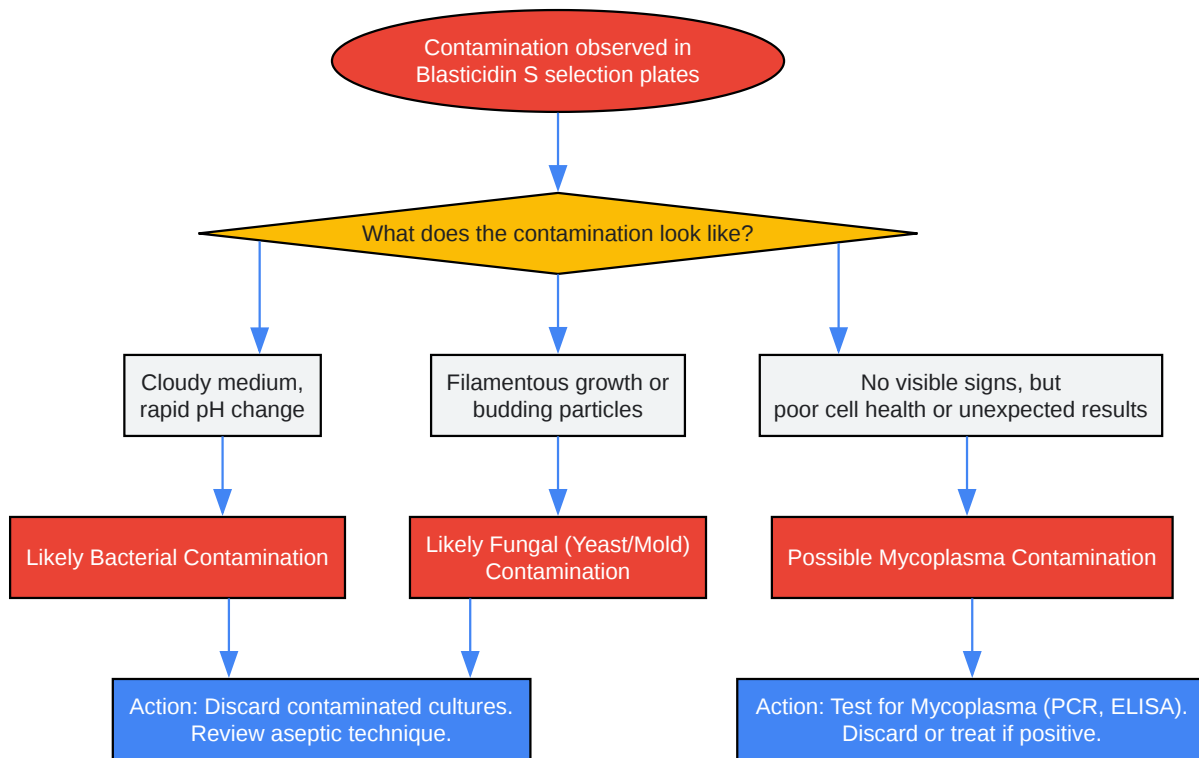 Contamination observed in
Blasticidin S selection plates
What does the contamination look like?
Cloudy medium,
rapid pH change
Filamentous growth or
budding particles
No visible signs, but
poor cell health or unexpected results
Likely Bacterial Contamination
Likely Fungal (Yeast/Mold)
Contamination
Possible Mycoplasma Contamination
Action: Discard contaminated cultures.
Review aseptic technique.
Action: Test for Mycoplasma (PCR, ELISA).
Discard or treat if positive.